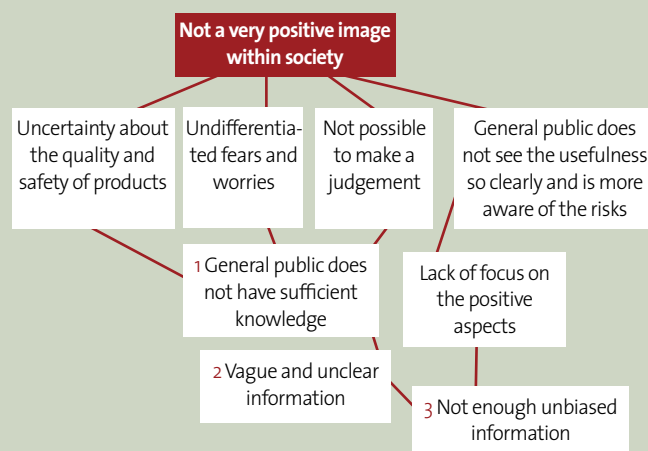 Not a very positive image
within society
Uncertainty about
the quality and
safety of products
Undifferentia-
ted fears and
worries
Not possible
to make a
judgement
General public does
not see the usefulness
so clearly and is more
aware of the risks
1 General public does
not have sufficient
knowledge
Lack of focus on
the positive
aspects
2 Vague and unclear
information
3 Not enough unbiased
information